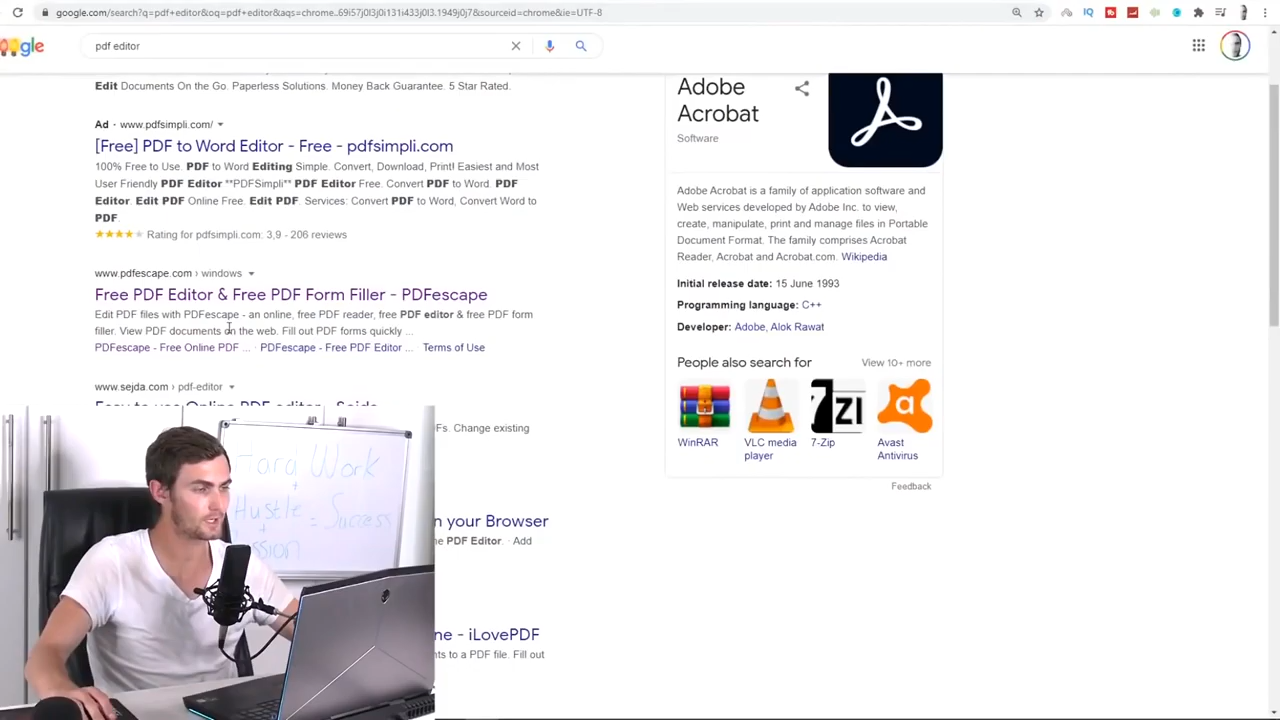 google.com/search?q=pdf+editor&oq=pdf+editor&aqs=chrome..69i57j0l3j0i131i433j0l3.1949j0j7&sourceid=chrome&ie=UTF-8
pdf editor
Edit Documents On the Go. Paperless Solutions. Money Back Guarantee. 5 Star Rated.
Ad · www.pdfsimpli.com/
[Free] PDF to Word Editor - Free - pdfsimpli.com
100% Free to Use. PDF to Word Editing Simple. Convert, Download, Print! Easiest and Most
User Friendly PDF Editor **PDFSimpli** PDF Editor Free. Convert PDF to Word. PDF
Editor. Edit PDF Online Free. Edit PDF. Services: Convert PDF to Word, Convert Word to
PDF.
Rating for pdfsimpli.com: 3,9 - 206 reviews
www.pdfescape.com › windows
Free PDF Editor & Free PDF Form Filler - PDFescape
Edit PDF files with PDFescape - an online, free PDF reader, free PDF editor & free PDF form
filler. View PDF documents on the web. Fill out PDF forms quickly ...
PDFescape - Free Online PDF ... · PDFescape - Free PDF Editor ... Terms of Use
www.sejda.com › pdf-editor
Easy to use Online PDF editor - Sejda
Fs. Change existing
n your Browser
ne PDF Editor. · Add
ne - iLovePDF
nts to a PDF file. Fill out
Adobe
Acrobat
Software
Adobe Acrobat is a family of application software and
Web services developed by Adobe Inc. to view,
create, manipulate, print and manage files in Portable
Document Format. The family comprises Acrobat
Reader, Acrobat and Acrobat.com. Wikipedia
Initial release date: 15 June 1993
Programming language: C++
Developer: Adobe, Alok Rawat
People also search for
View 10+ more
WinRAR
VLC media
player
7-Zip
Avast
Antivirus
Feedback
Hard Work
+
Hustle = Success
+
ssion